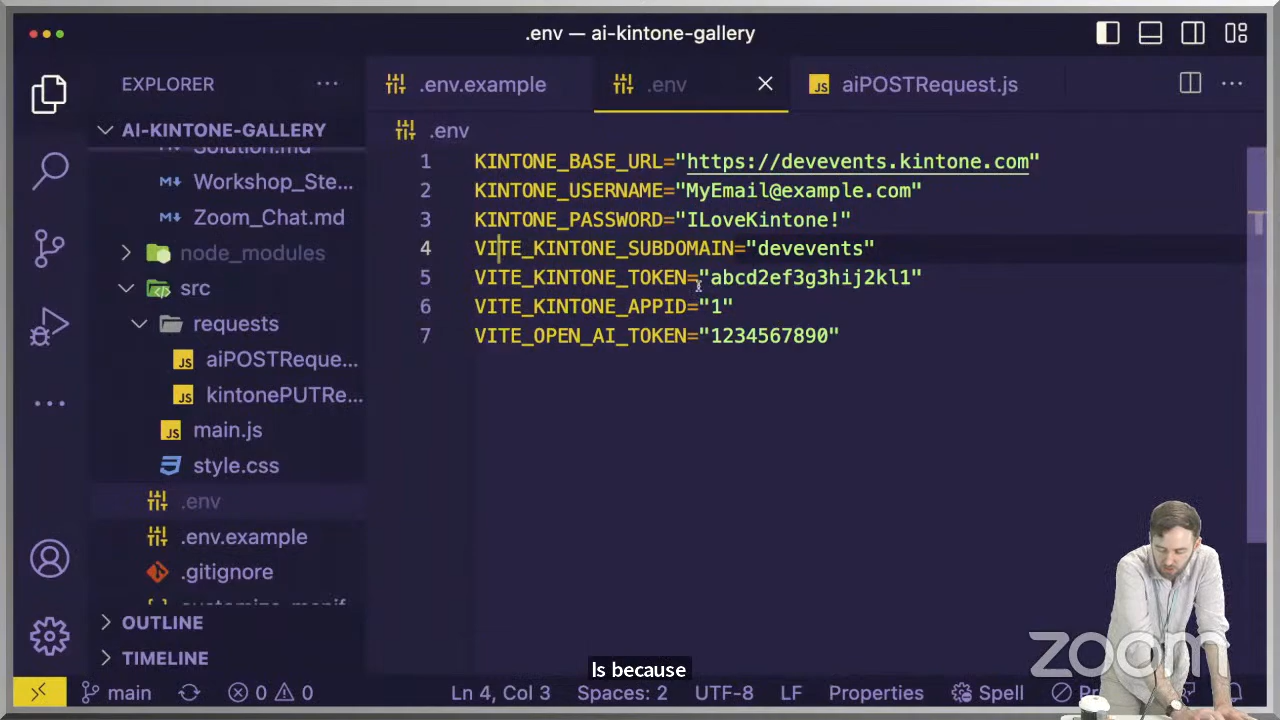 .env — ai-kintone-gallery
EXPLORER
.env.example
.env
aiPOSTRequest.js
AI-KINTONE-GALLERY
.env
Solution.md
Workshop_Ste...
Zoom_Chat.md
node_modules
src
requests
aiPOSTReque...
kintonePUTRe...
main.js
style.css
.env
.env.example
.gitignore
OUTLINE
TIMELINE
1 KINTONE_BASE_URL="https://devevents.kintone.com"
2 KINTONE_USERNAME="MyEmail@example.com"
3 KINTONE_PASSWORD="ILoveKintone!"
4 VITE_KINTONE_SUBDOMAIN="devevents"
5 VITE_KINTONE_TOKEN="abcd2ef3g3hij2kl1"
6 VITE_KINTONE_APPID="1"
7 VITE_OPEN_AI_TOKEN="1234567890"
zoom
Is because
main 0 0 Ln 4, Col 3 Spaces: 2 UTF-8 LF Properties Spell